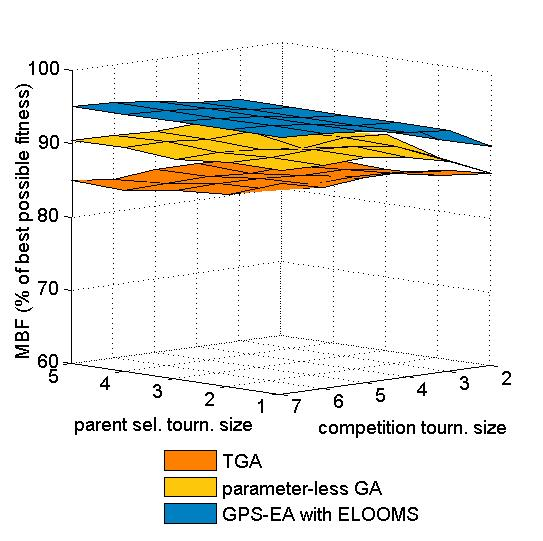 100
90
80
70
60
MBF (% of best possible fitness)
5
4
3
2
1
7
6
5
4
3
2
parent sel. tourn. size
competition tourn. size
TGA
parameter-less GA
GPS-EA with ELOOMS